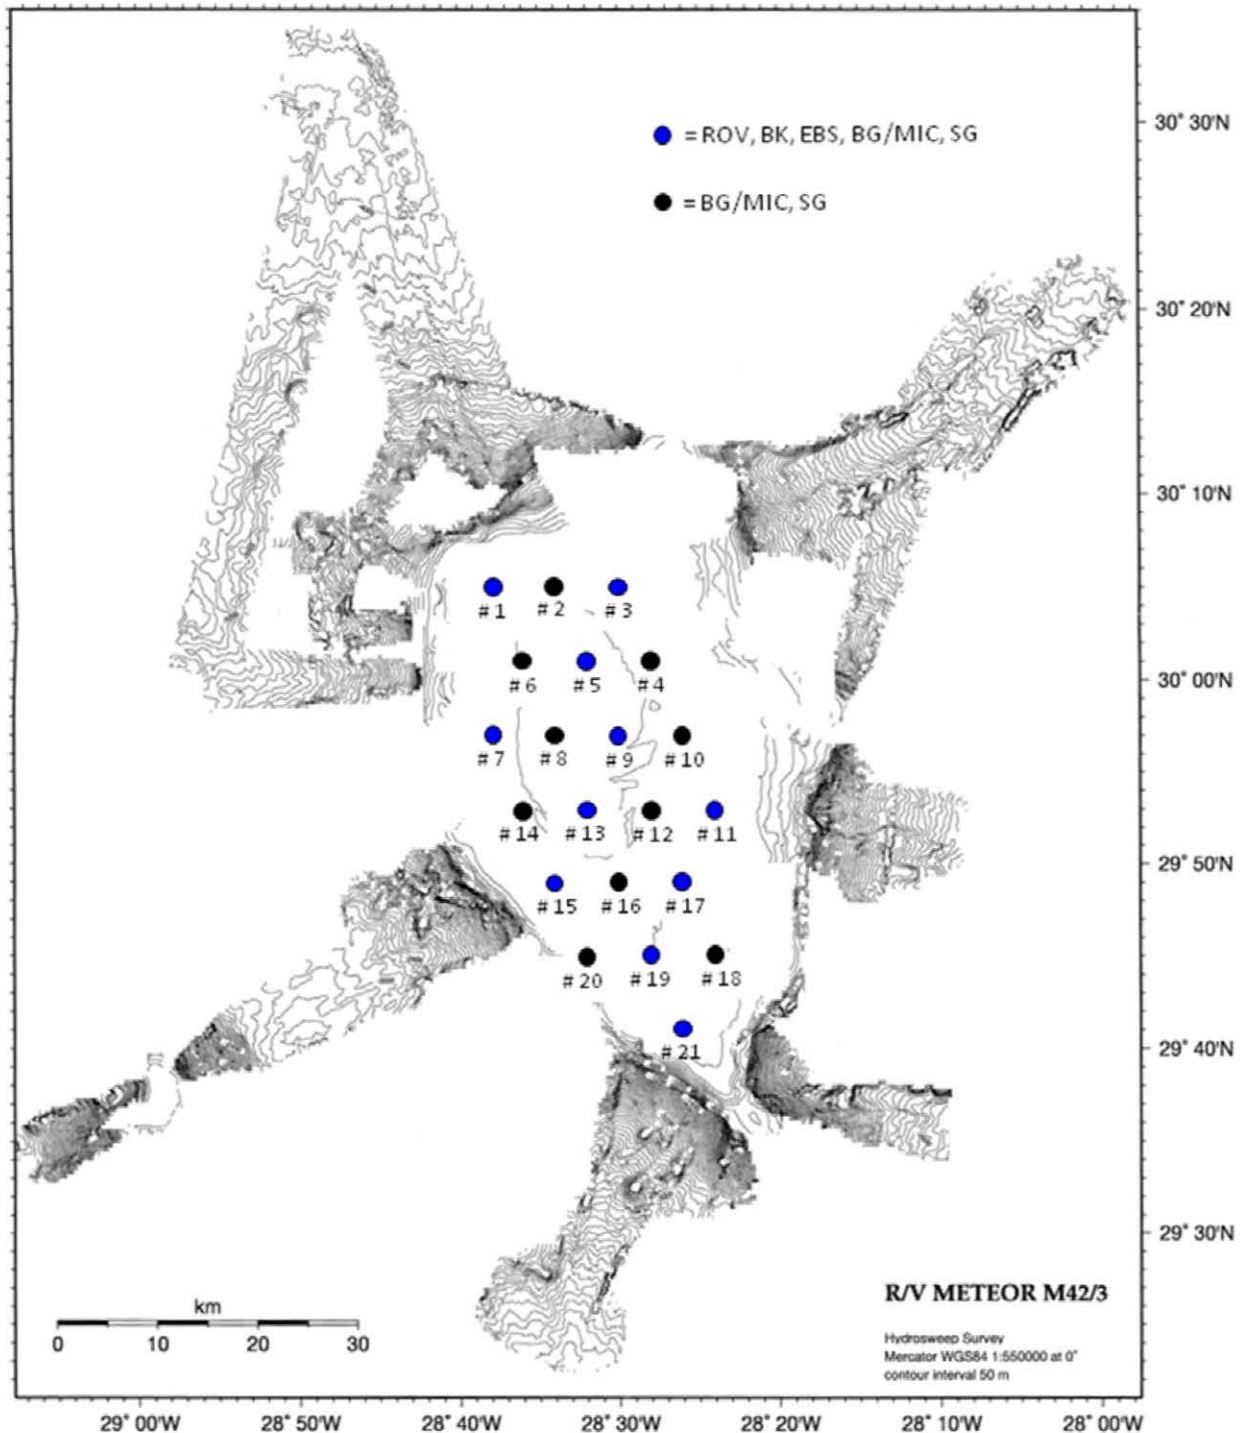 = ROV, BK, EBS, BG/MIC, SG
= BG/MIC, SG
30° 30'N
30° 20'N
30° 10'N
30° 00'N
29° 50'N
29° 40'N
29° 30'N
# 1 # 2 # 3
# 6 # 5 # 4
# 7 # 8 # 9 # 10
# 14 # 13 # 12 # 11
# 15 # 16 # 17
# 20 # 19 # 18
# 21
km
0 10 20 30
R/V METEOR M42/3
Hydrosweep Survey
Mercator WGS84 1:550000 at 0°
contour interval 50 m
29° 00'W 28° 50'W 28° 40'W 28° 30'W 28° 20'W 28° 10'W 28° 00'W